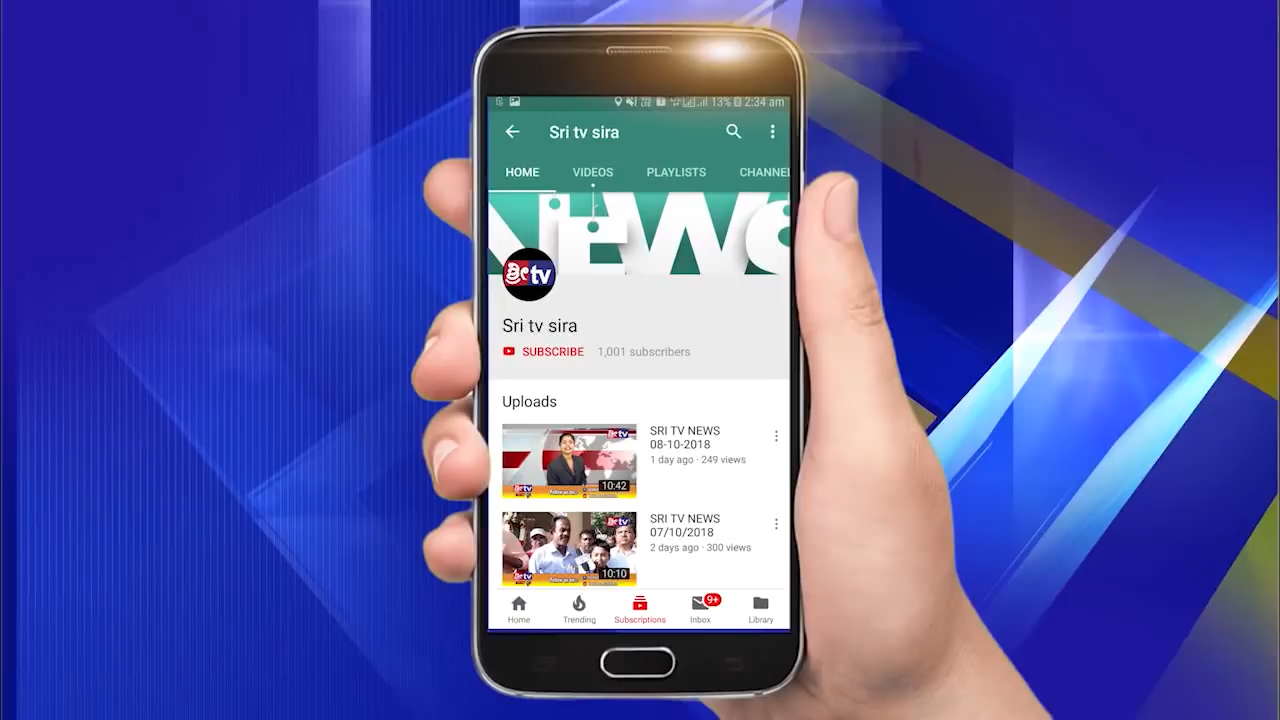 13% 2:34 am
Sri tv sira
HOME VIDEOS PLAYLISTS CHANNEL
NEWS
ಶ್ರೀ tv
Sri tv sira
SUBSCRIBE 1,001 subscribers
Uploads
SRI TV NEWS
08-10-2018
1 day ago · 249 views
10:42
SRI TV NEWS
07/10/2018
2 days ago · 300 views
10:10
9+
Home Trending Subscriptions Inbox Library